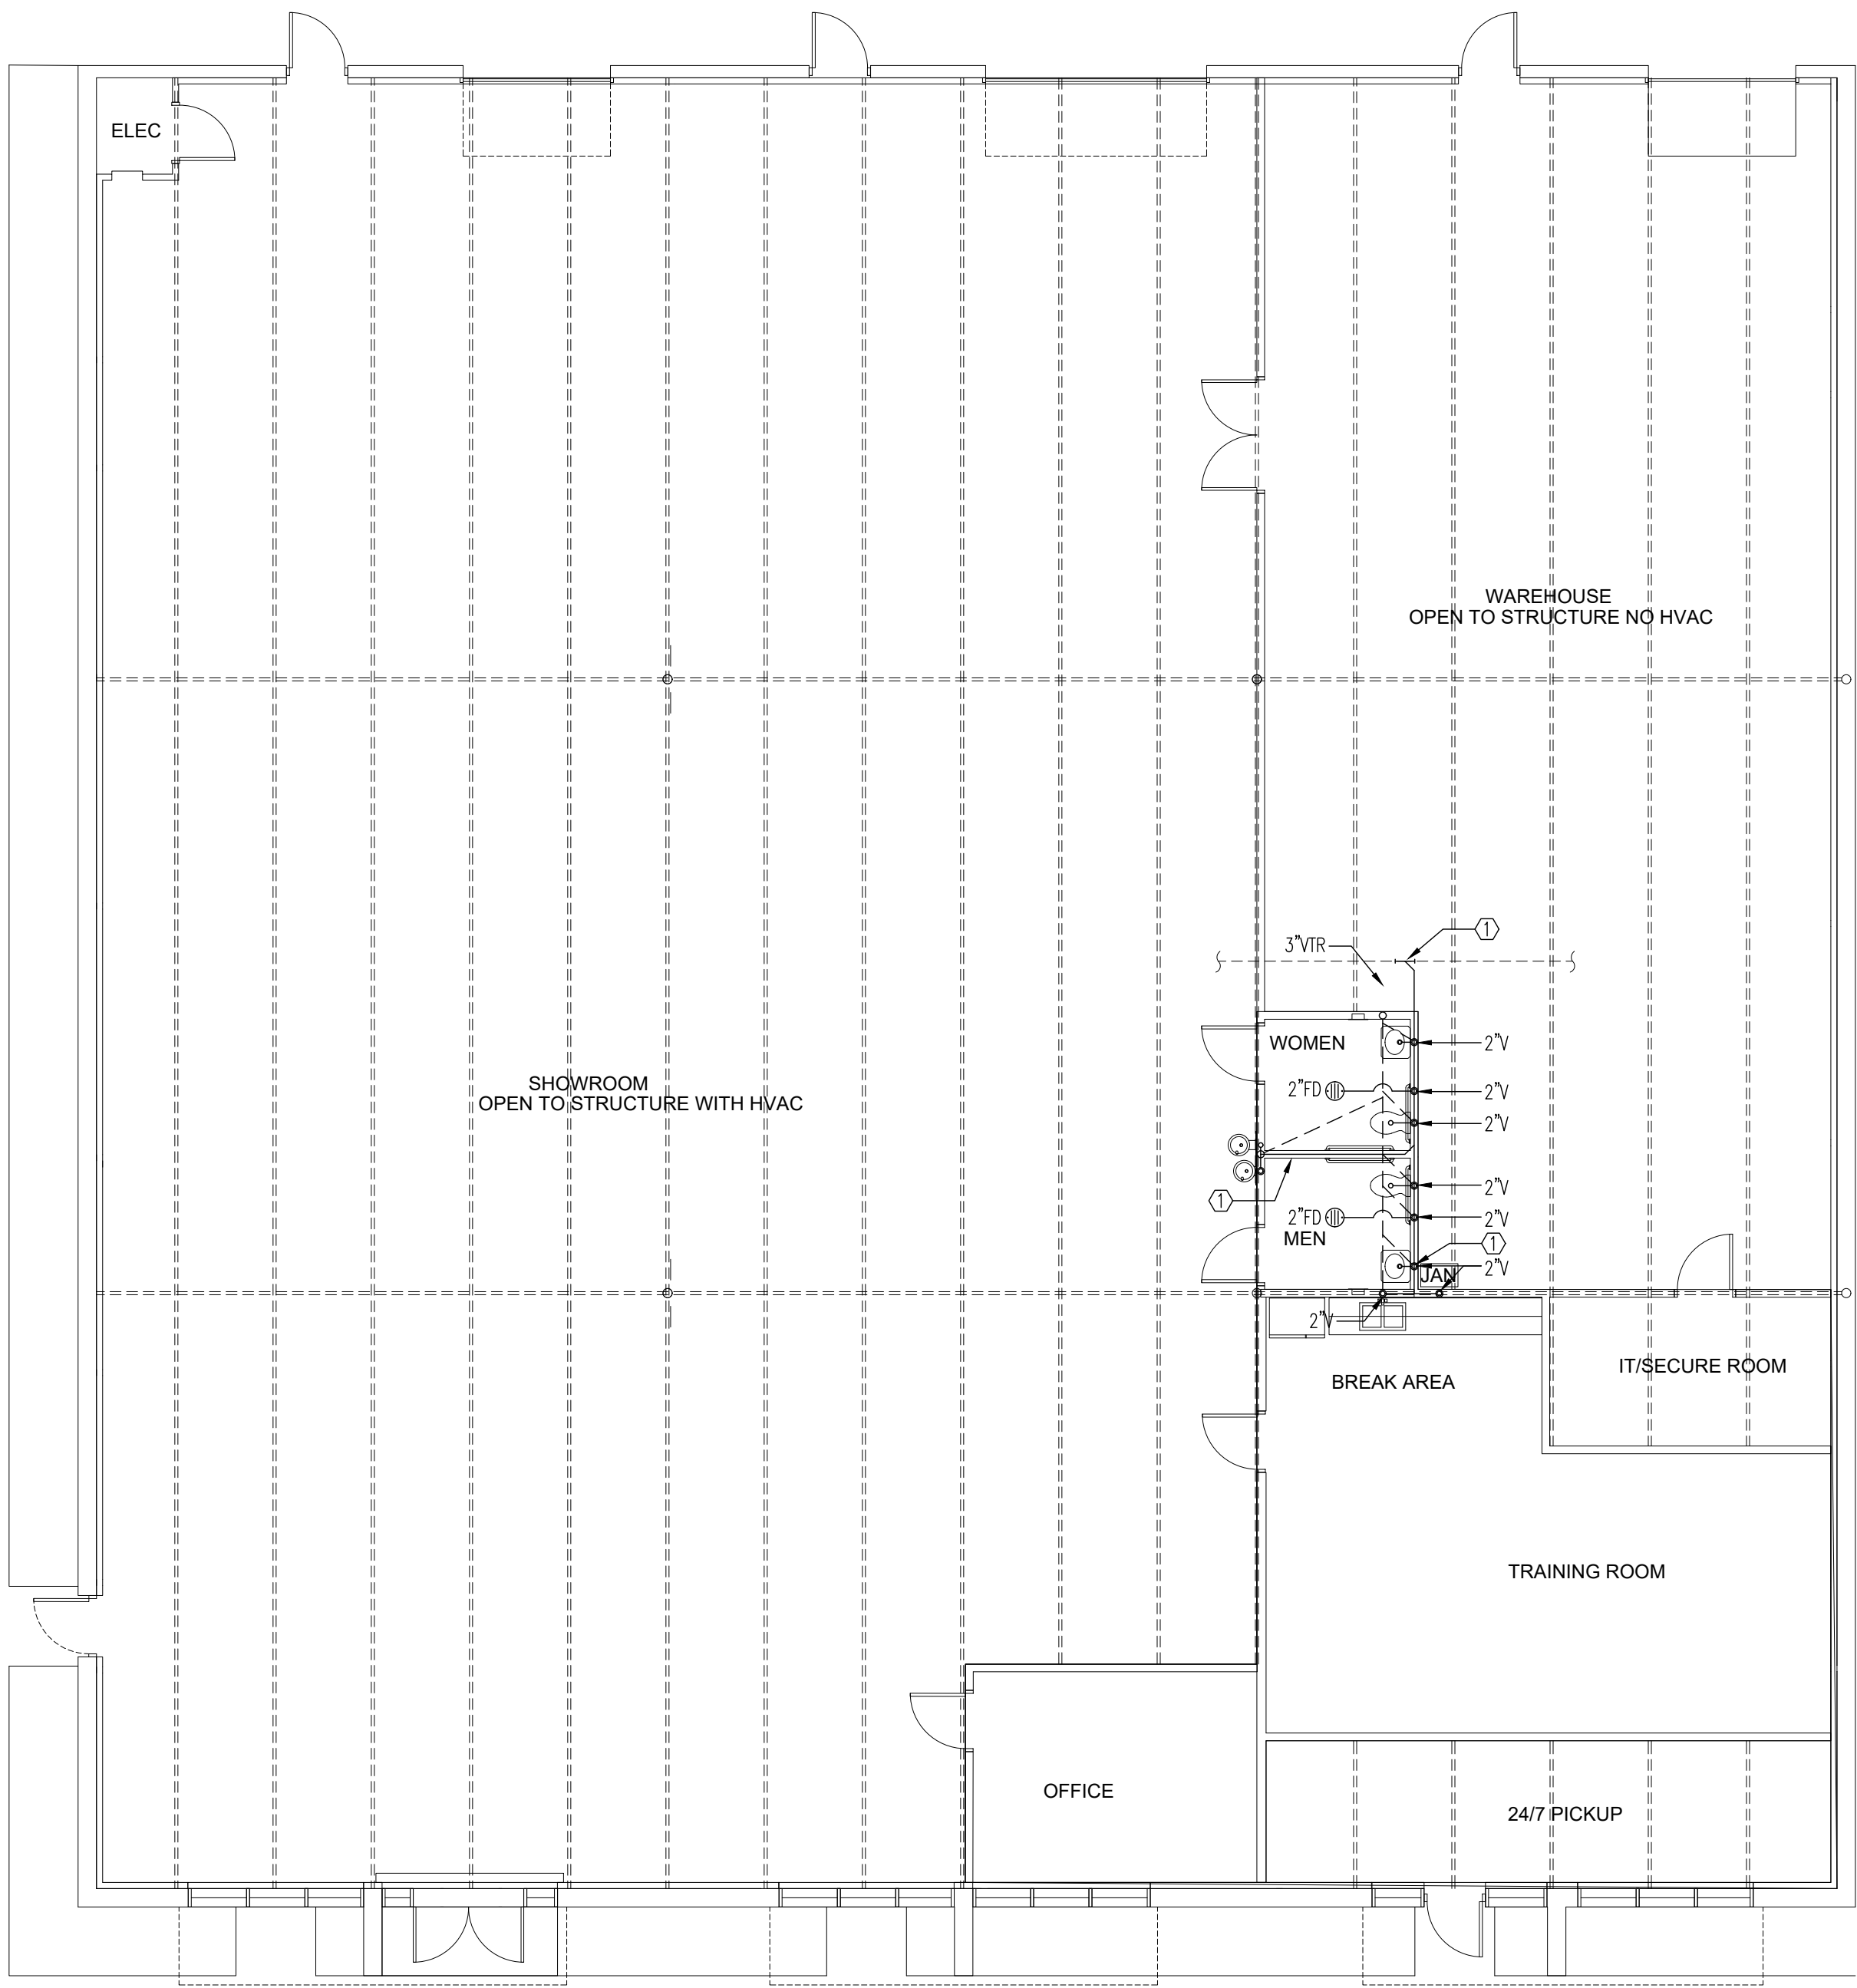 ELEC
WAREHOUSE
OPEN TO STRUCTURE NO HVAC
1
3"VTR
WOMEN
2"V
SHOWROOM
OPEN TO STRUCTURE WITH HVAC
2"FD
2"V
2"V
2"V
1
2"FD
2"V
MEN
1
2"V
JAN
2"V
IT/SECURE ROOM
BREAK AREA
TRAINING ROOM
OFFICE
24/7 PICKUP